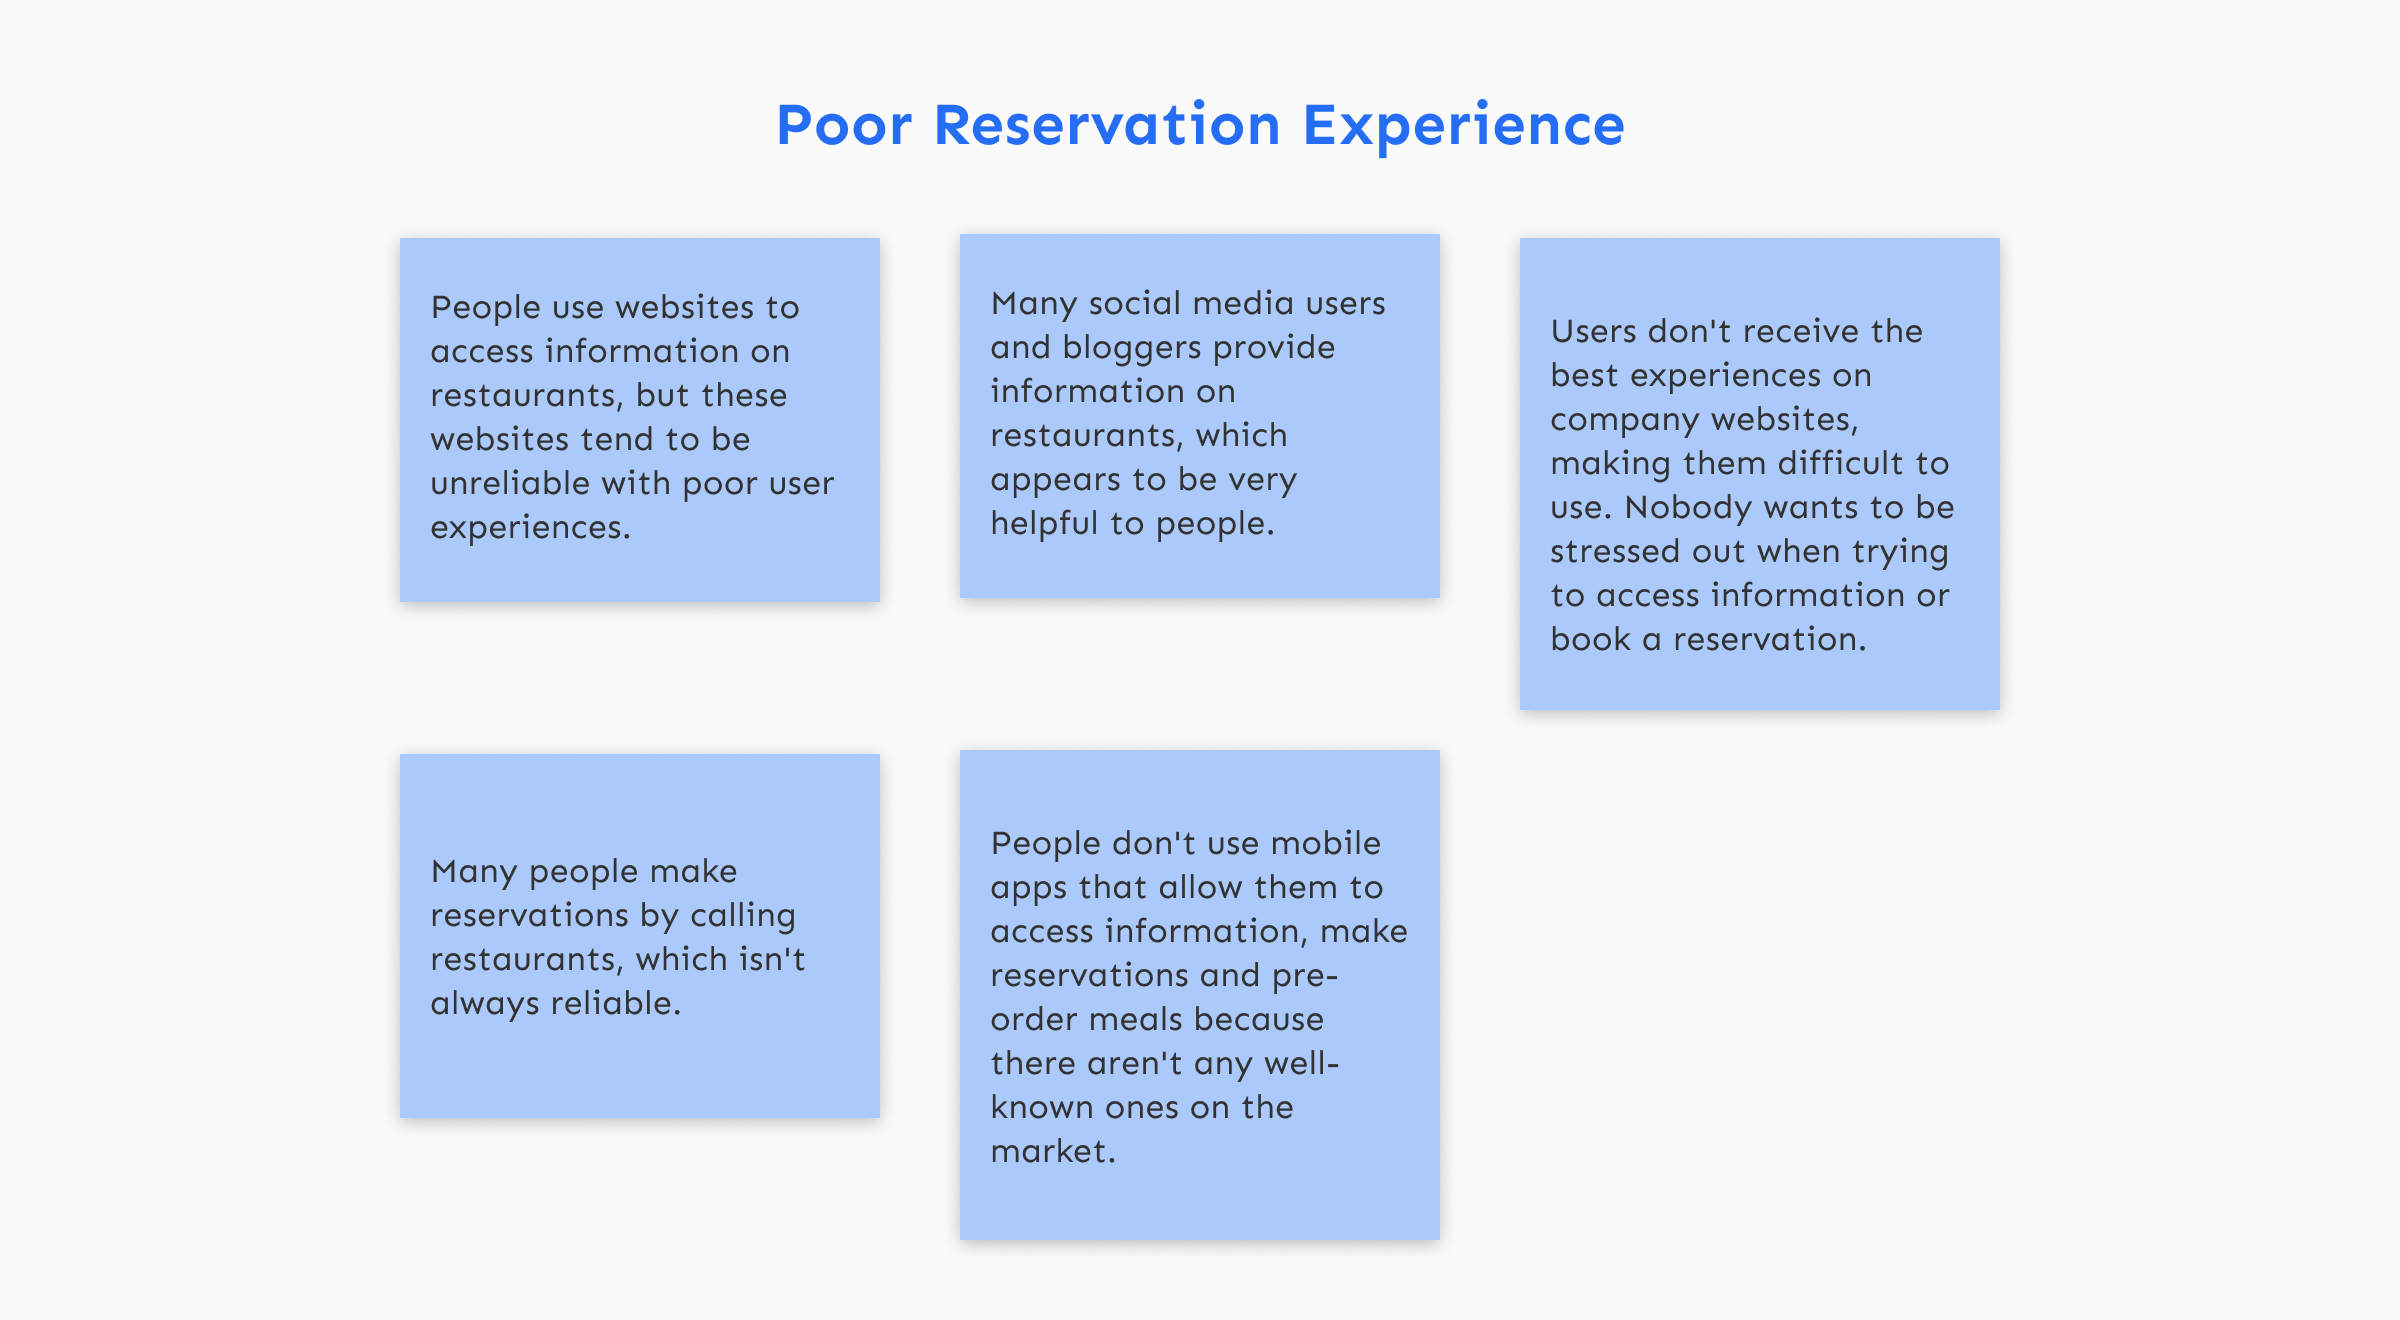 Poor Reservation Experience
People use websites to
access information on
restaurants, but these
websites tend to be
unreliable with poor user
experiences.
Many social media users
and bloggers provide
information on
restaurants, which
appears to be very
helpful to people.
Users don't receive the
best experiences on
company websites,
making them difficult to
use. Nobody wants to be
stressed out when trying
to access information or
book a reservation.
Many people make
reservations by calling
restaurants, which isn't
always reliable.
People don't use mobile
apps that allow them to
access information, make
reservations and pre-
order meals because
there aren't any well-
known ones on the
market.